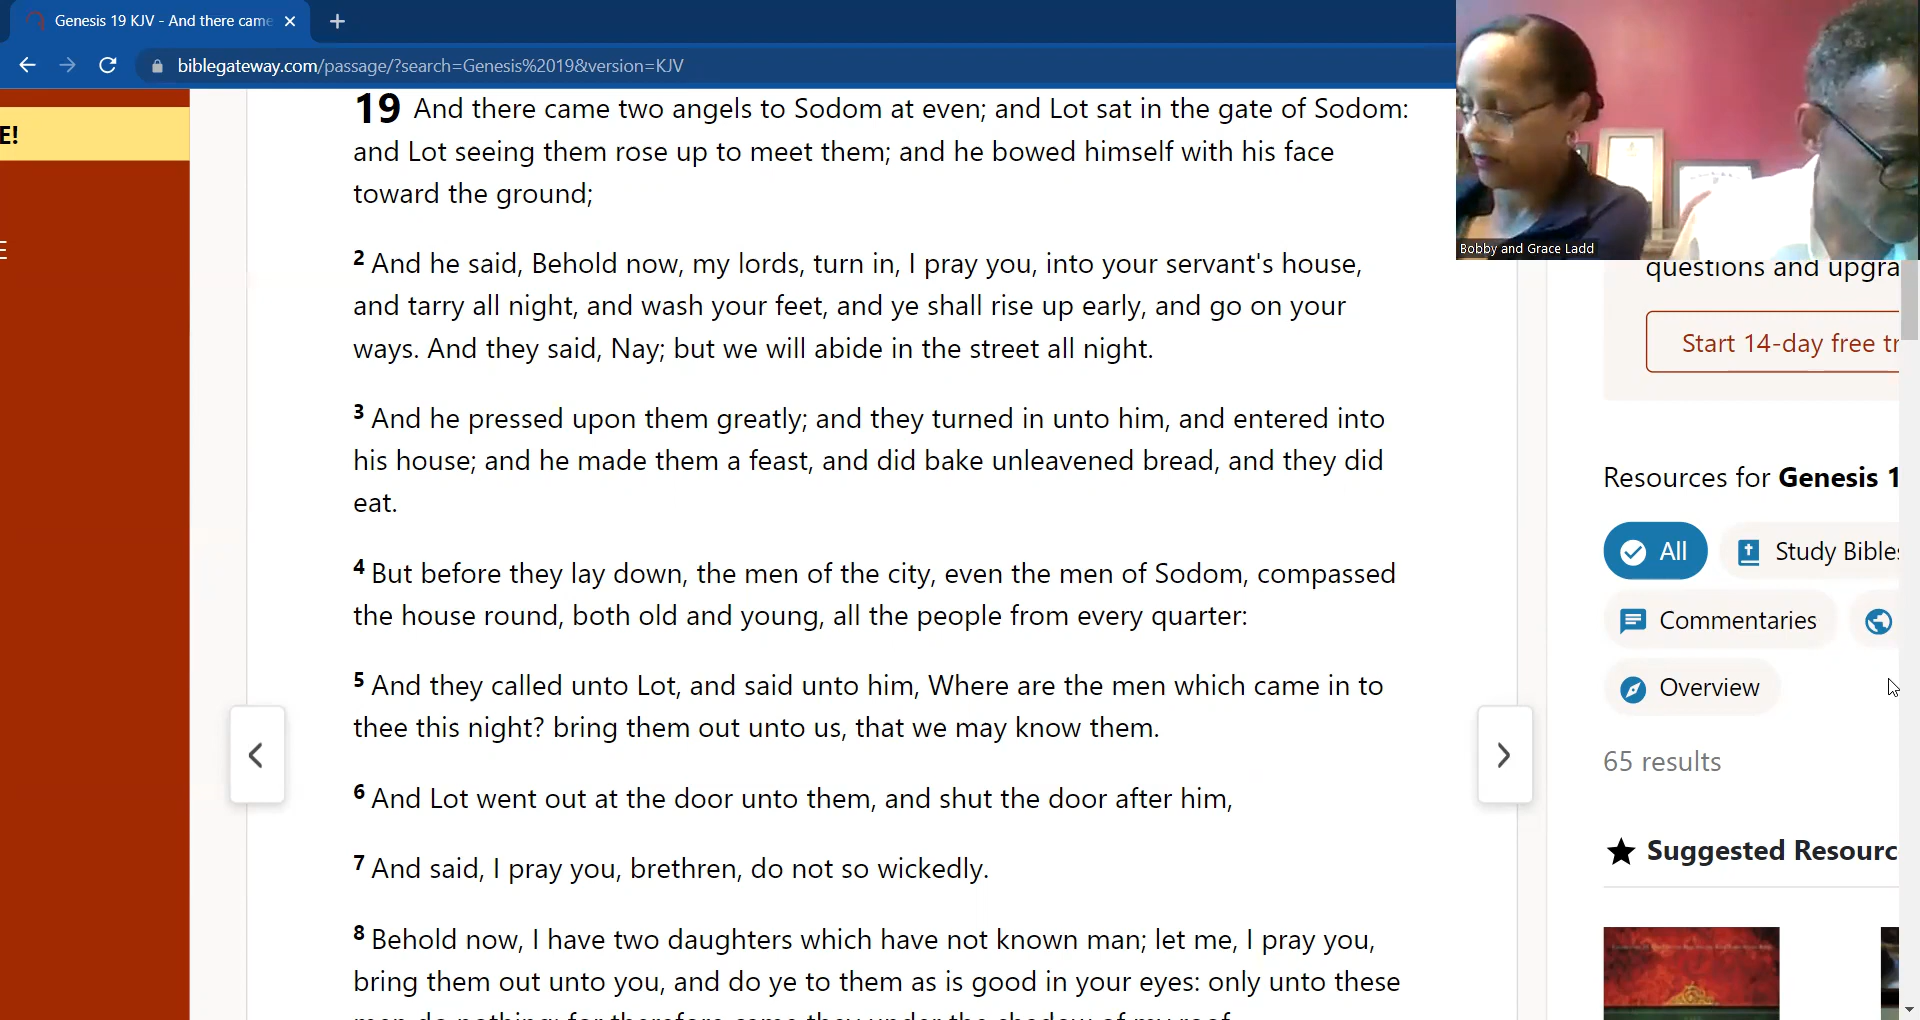 Genesis 19 KJV - And there came
biblegateway.com/passage/?search=Genesis%2019&version=KJV
E!
E
19 And there came two angels to Sodom at even; and Lot sat in the gate of Sodom:
and Lot seeing them rose up to meet them; and he bowed himself with his face
toward the ground;
2 And he said, Behold now, my lords, turn in, I pray you, into your servant's house,
and tarry all night, and wash your feet, and ye shall rise up early, and go on your
ways. And they said, Nay; but we will abide in the street all night.
3 And he pressed upon them greatly; and they turned in unto him, and entered into
his house; and he made them a feast, and did bake unleavened bread, and they did
eat.
4 But before they lay down, the men of the city, even the men of Sodom, compassed
the house round, both old and young, all the people from every quarter:
5 And they called unto Lot, and said unto him, Where are the men which came in to
thee this night? bring them out unto us, that we may know them.
6 And Lot went out at the door unto them, and shut the door after him,
7 And said, I pray you, brethren, do not so wickedly.
8 Behold now, I have two daughters which have not known man; let me, I pray you,
bring them out unto you, and do ye to them as is good in your eyes: only unto these
men do nothing; for therefore came they under the shadow of my roof.
Bobby and Grace Ladd
questions and upgra
Start 14-day free tr
Resources for Genesis 1
All
Study Bibles
Commentaries
Overview
65 results
Suggested Resourc